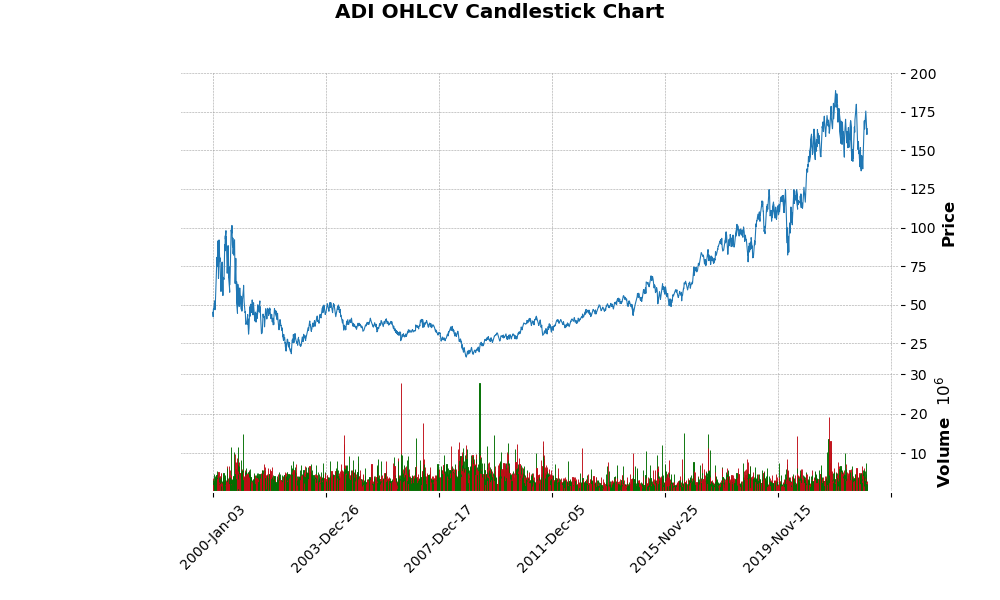 ADI OHLCV Candlestick Chart
200
175
150
125
100
75
50
25
Price
30
20
10
Volume 10^6
2000-Jan-03
2003-Dec-26
2007-Dec-17
2011-Dec-05
2015-Nov-25
2019-Nov-15